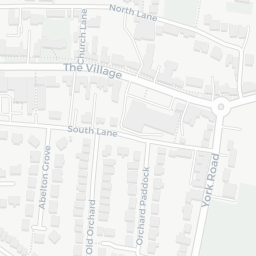 North Lane
Church Lane
The Village
South Lane
Abelton Grove
Old Orchard
Orchard Paddock
York Road